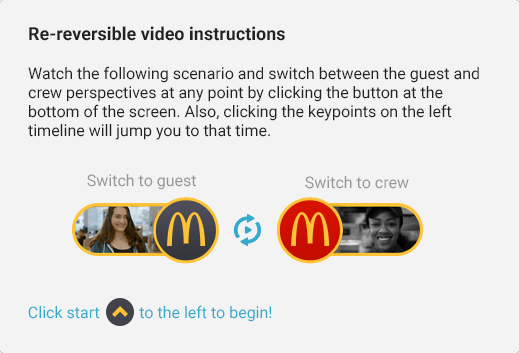 Re-reversible video instructions
Watch the following scenario and switch between the guest and
crew perspectives at any point by clicking the button at the
bottom of the screen. Also, clicking the keypoints on the left
timeline will jump you to that time.
Switch to guest
Switch to crew
Click start to the left to begin!